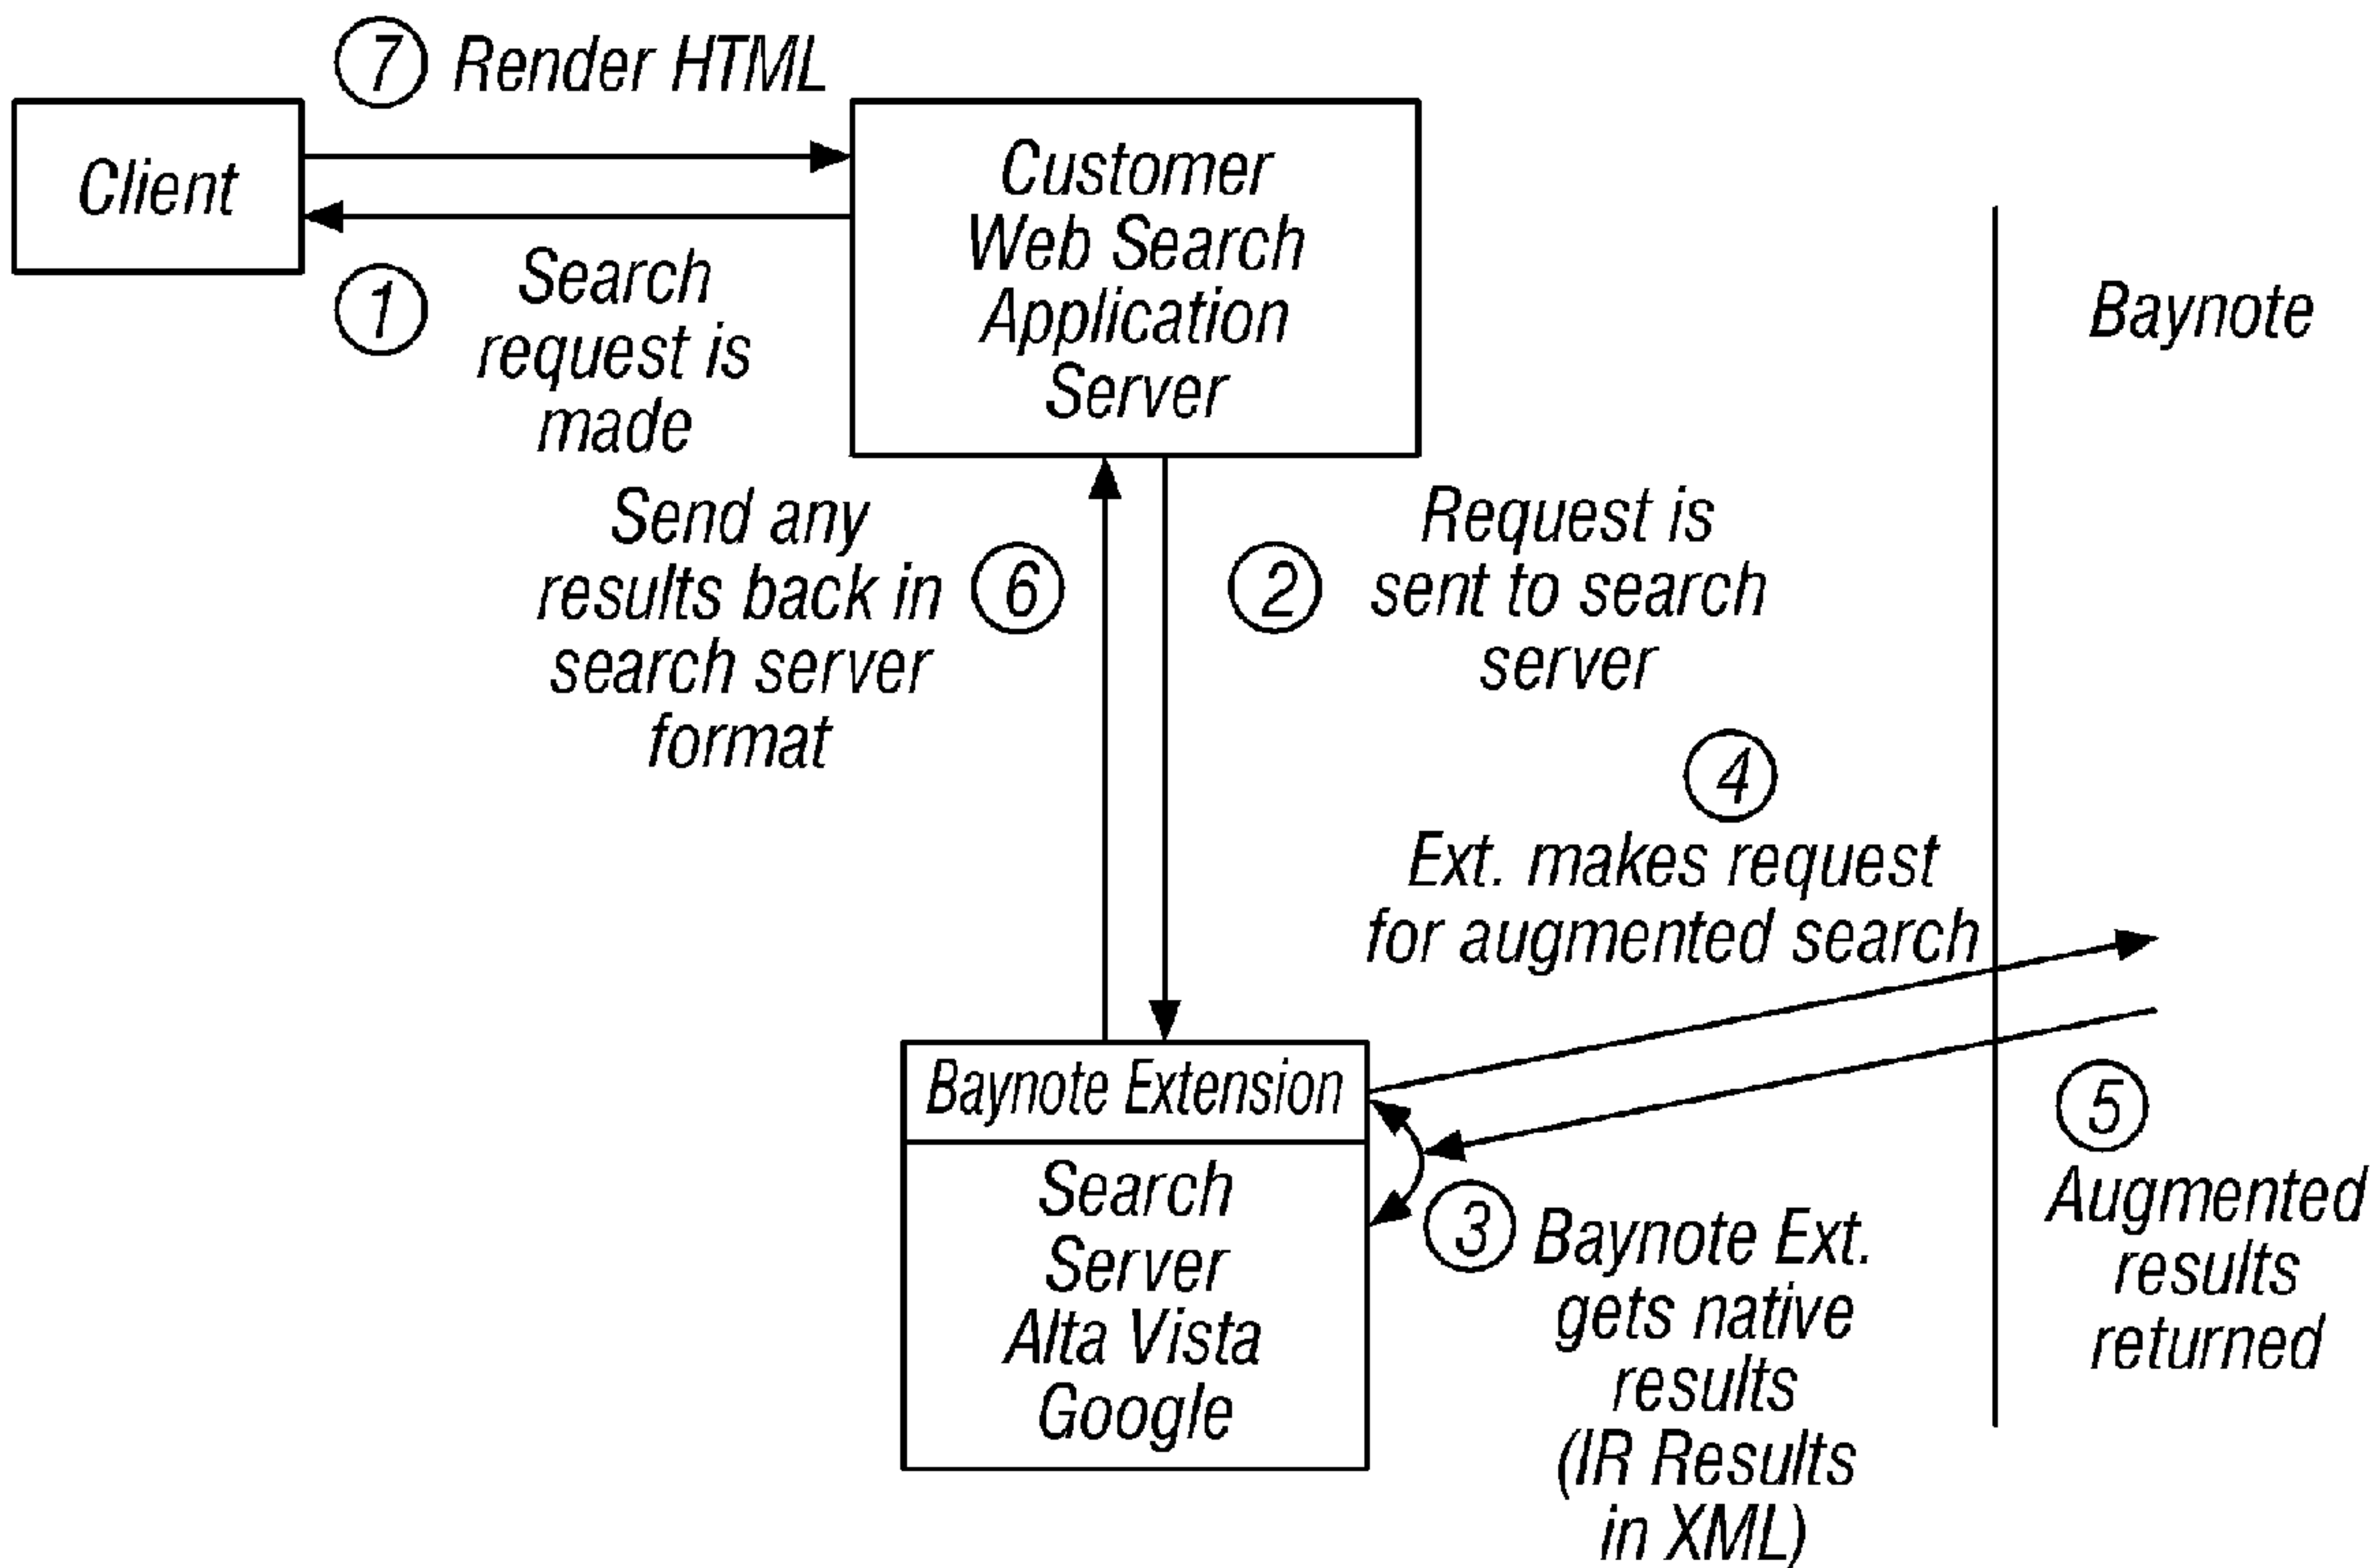 7 Render HTML
Client
Customer
Web Search
Application
Server
1
Search
request is
made
Baynote
Send any
results back in
search server
format
6
2
Request is
sent to search
server
4
Ext. makes request
for augmented search
Baynote Extension
Search
Server
Alta Vista
Google
3
Baynote Ext.
gets native
results
(IR Results
in XML)
5
Augmented
results
returned